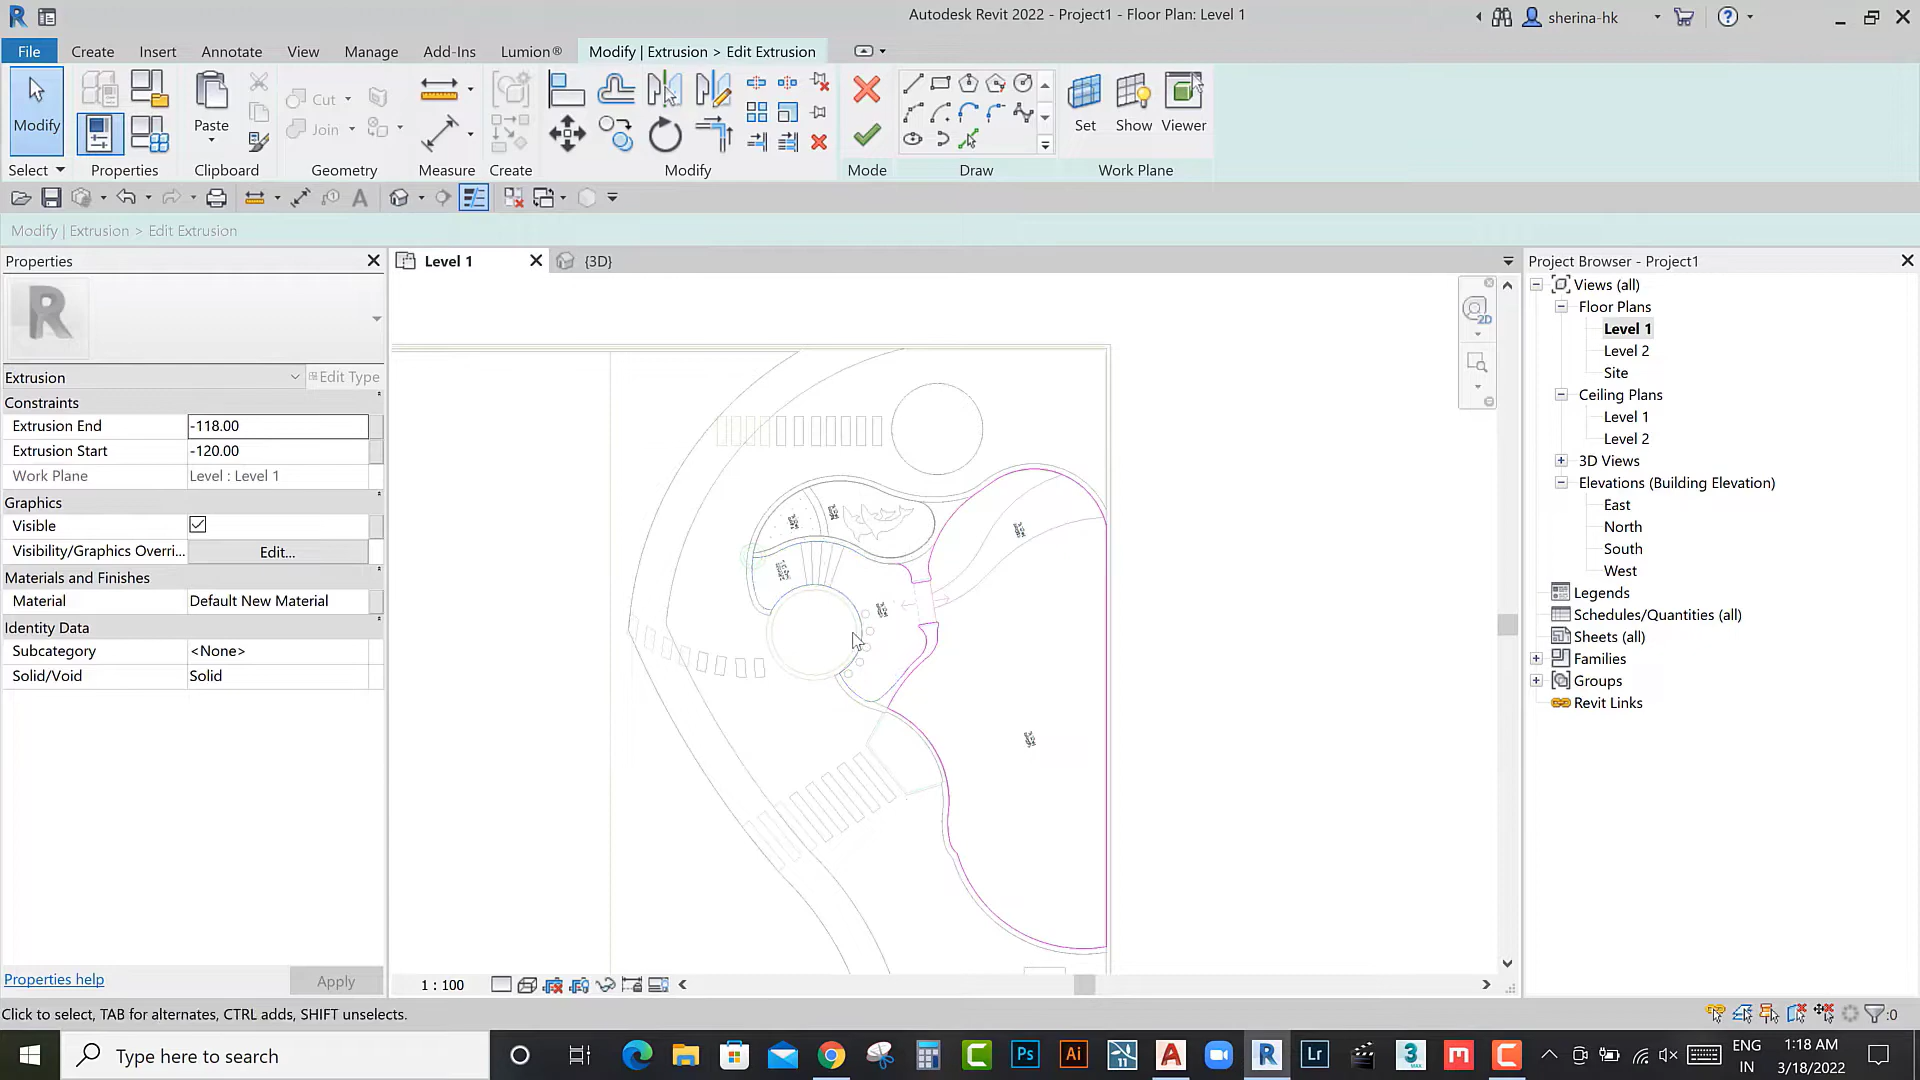 Autodesk Revit 2022 - Project1 - Floor Plan: Level 1
sherina-hk
File Create Insert Annotate View Manage Add-Ins Lumion® Modify | Extrusion > Edit Extrusion
Modify Paste Cut Join Set Show Viewer
Select Properties Clipboard Geometry Measure Create Modify Mode Draw Work Plane
Modify | Extrusion > Edit Extrusion
Properties
Level 1
{3D}
Project Browser - Project1
Extrusion
Edit Type
Constraints
Extrusion End -118.00
Extrusion Start -120.00
Work Plane Level : Level 1
Graphics
Visible
Visibility/Graphics Overri... Edit...
Materials and Finishes
Material Default New Material
Identity Data
Subcategory <None>
Solid/Void Solid
Properties help
Apply
2D
Views (all)
Floor Plans
Level 1
Level 2
Site
Ceiling Plans
Level 1
Level 2
3D Views
Elevations (Building Elevation)
East
North
South
West
Legends
Schedules/Quantities (all)
Sheets (all)
Families
Groups
Revit Links
1 : 100
Click to select, TAB for alternates, CTRL adds, SHIFT unselects.
:0
Type here to search
ENG
IN
1:18 AM
3/18/2022